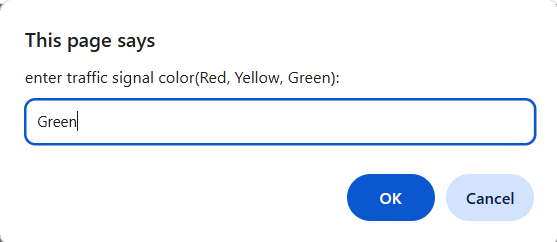 This page says
enter traffic signal color(Red, Yellow, Green):
Green
OK
Cancel